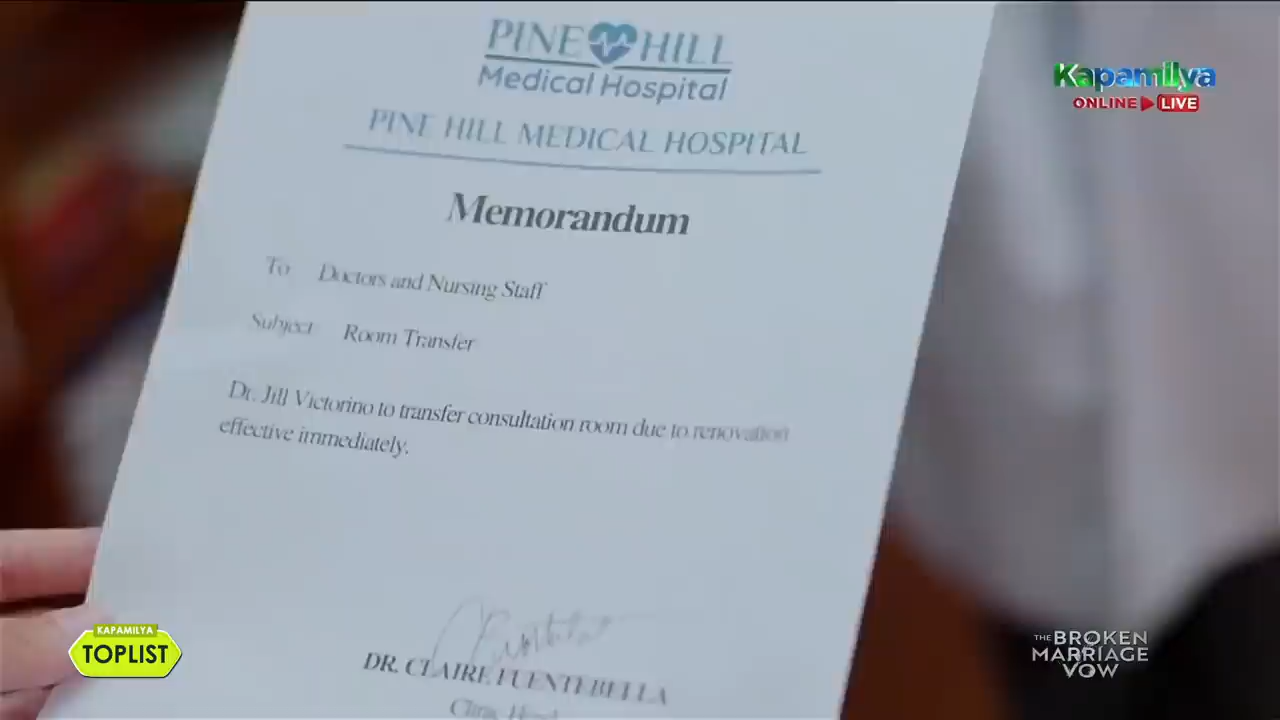 PINE HILL
Medical Hospital
PINE HILL MEDICAL HOSPITAL
Memorandum
To: Doctors and Nursing Staff
Subject: Room Transfer
Dr. Jill Victorino to transfer consultation room due to renovation
effective immediately.
DR. CLAIRE FUENTEBELLA
Kapamilya
ONLINE LIVE
KAPAMILYA
TOPLIST
THE BROKEN
MARRIAGE
VOW